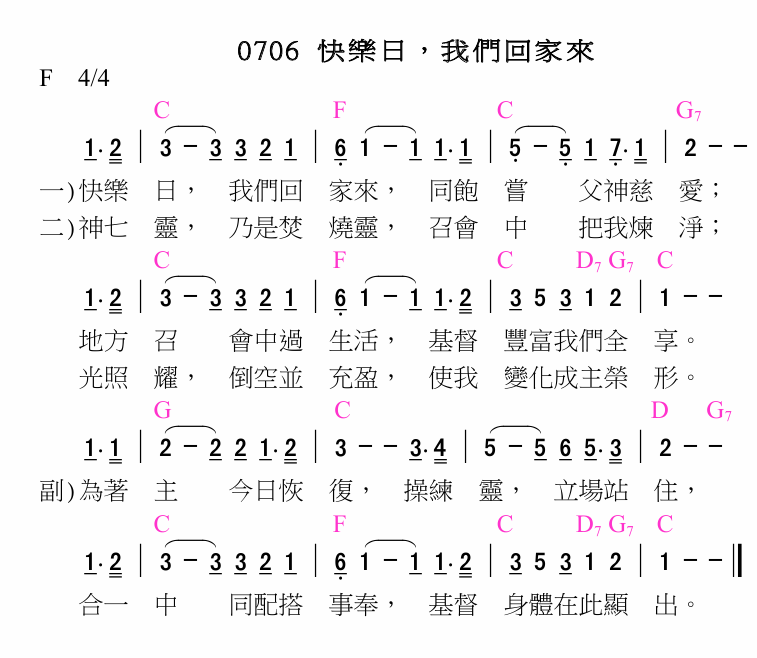 0706 快樂日，我們回家來
F 4/4
C F C G7
1·2 | 3 - 3 3 2 1 | 6 1 - 1 1·1 | 5 - 5 1 7·1 | 2 - -
一)快樂 日， 我們回 家來， 同飽 嘗 父神慈 愛；
二)神七 靈， 乃是焚 燒靈， 召會 中 把我煉 淨；
C F C D7 G7 C
1·2 | 3 - 3 3 2 1 | 6 1 - 1 1·2 | 3 5 3 1 2 | 1 - -
地方 召 會中過 生活， 基督 豐富我們全 享。
光照 耀， 倒空並 充盈， 使我 變化成主榮 形。
G C D G7
1·1 | 2 - 2 2 1·2 | 3 - - 3·4 | 5 - 5 6 5·3 | 2 - -
副)為著 主 今日恢 復， 操練 靈， 立場站 住，
C F C D7 G7 C
1·2 | 3 - 3 3 2 1 | 6 1 - 1 1·2 | 3 5 3 1 2 | 1 - - ‖
合一 中 同配搭 事奉， 基督 身體在此顯 出。